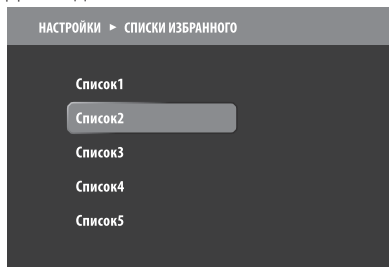 НАСТРОЙКИ ► СПИСКИ ИЗБРАННОГО
Список1
Список2
Список3
Список4
Список5